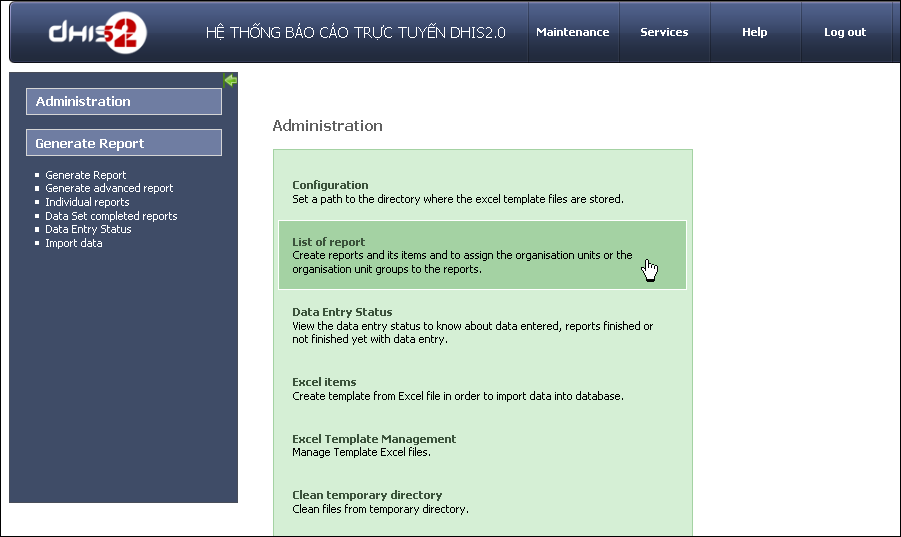 dhis2
HỆ THỐNG BÁO CÁO TRỰC TUYẾN DHIS2.0
Maintenance
Services
Help
Log out
Administration
Generate Report
Generate Report
Generate advanced report
Individual reports
Data Set completed reports
Data Entry Status
Import data
Administration
Configuration
Set a path to the directory where the excel template files are stored.
List of report
Create reports and its items and to assign the organisation units or the
organisation unit groups to the reports.
Data Entry Status
View the data entry status to know about data entered, reports finished or
not finished yet with data entry.
Excel items
Create template from Excel file in order to import data into database.
Excel Template Management
Manage Template Excel files.
Clean temporary directory
Clean files from temporary directory.